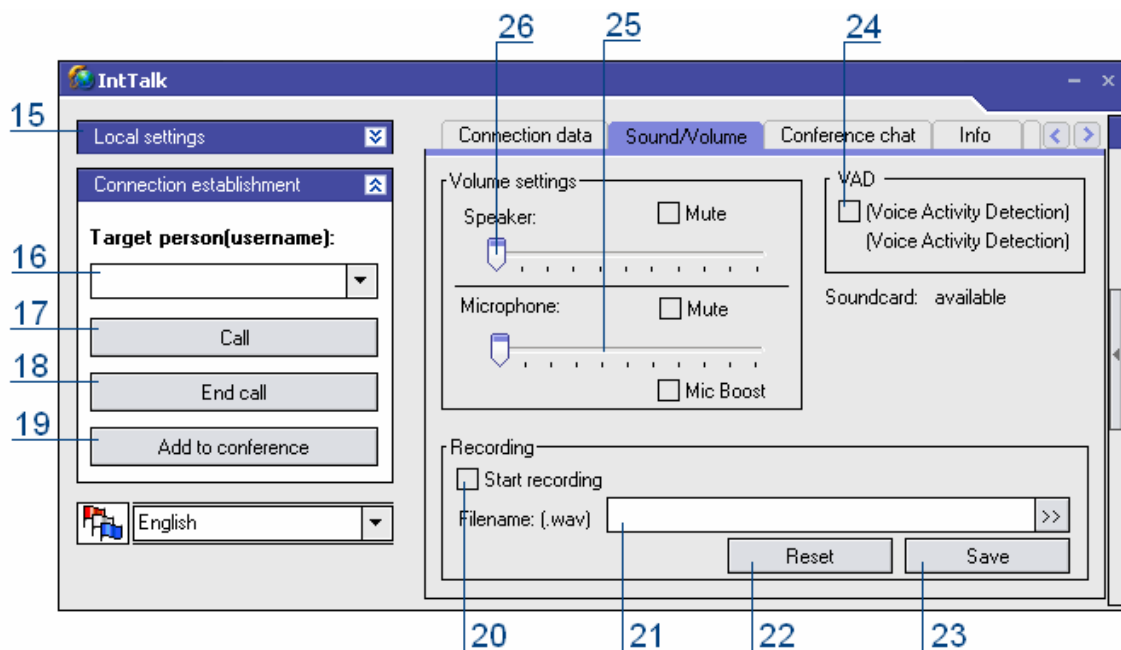 26 25 24
IntTalk
15
Local settings
Connection establishment
Target person(username):
16
17
Call
18
End call
19
Add to conference
English
Connection data Sound/Volume Conference chat Info
Volume settings
Speaker: Mute
Microphone: Mute
Mic Boost
VAD
(Voice Activity Detection)
(Voice Activity Detection)
Soundcard: available
Recording
Start recording
Filename: (.wav) >>
Reset Save
20 21 22 23